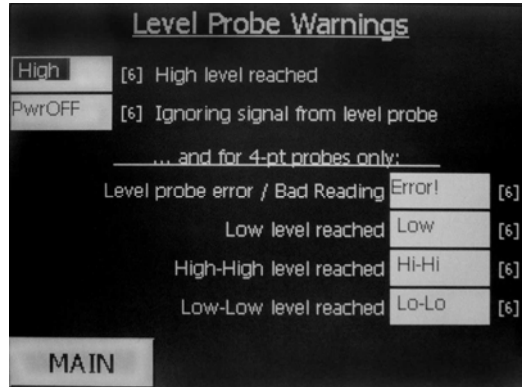 Level Probe Warnings
High [6] High level reached
PwrOFF [6] Ignoring signal from level probe
... and for 4-pt probes only:
Level probe error / Bad Reading Error! [6]
Low level reached Low [6]
High-High level reached Hi-Hi [6]
Low-Low level reached Lo-Lo [6]
MAIN